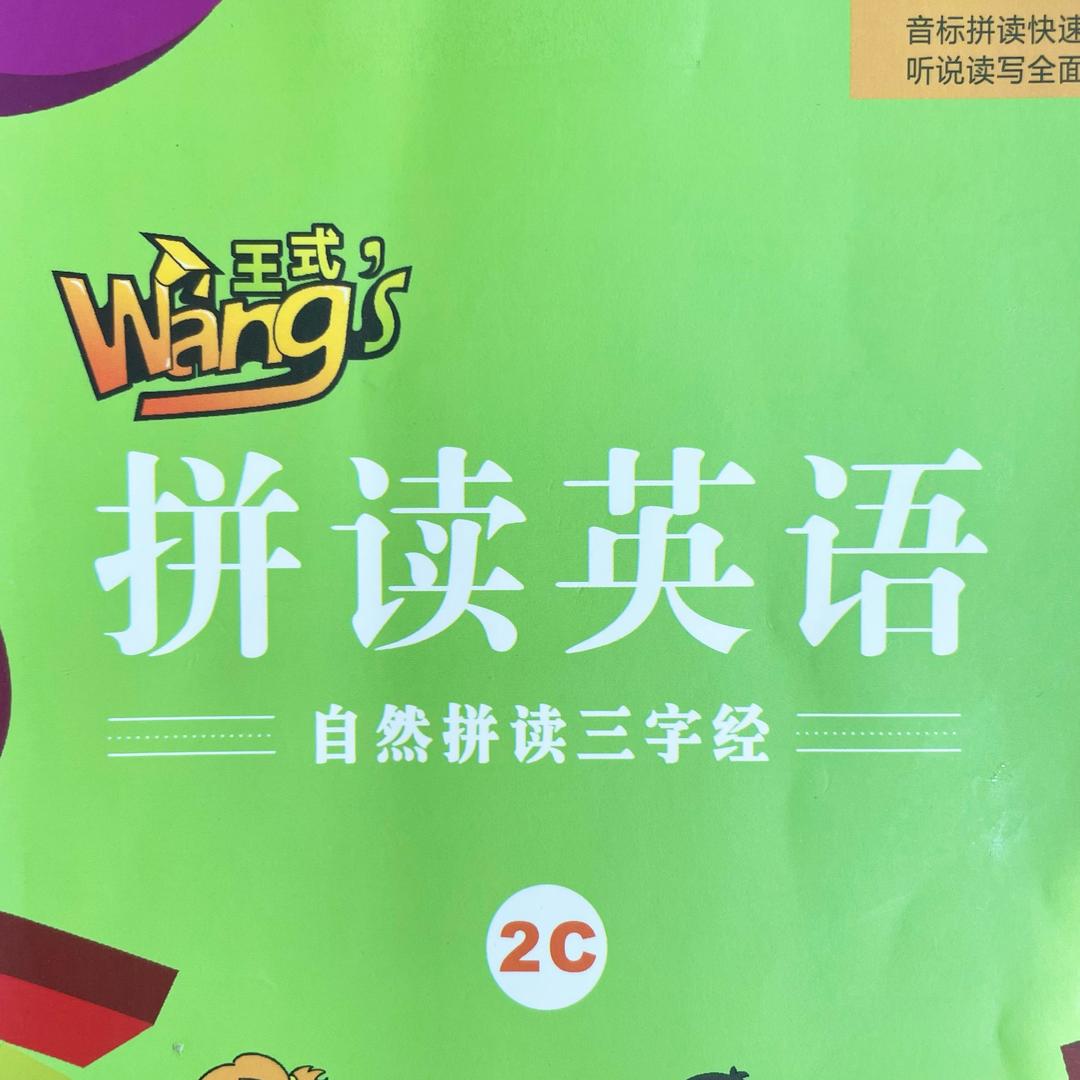 音标拼读快速
听说读写全面
王式
Wang's
拼读英语
自然拼读三字经
2C